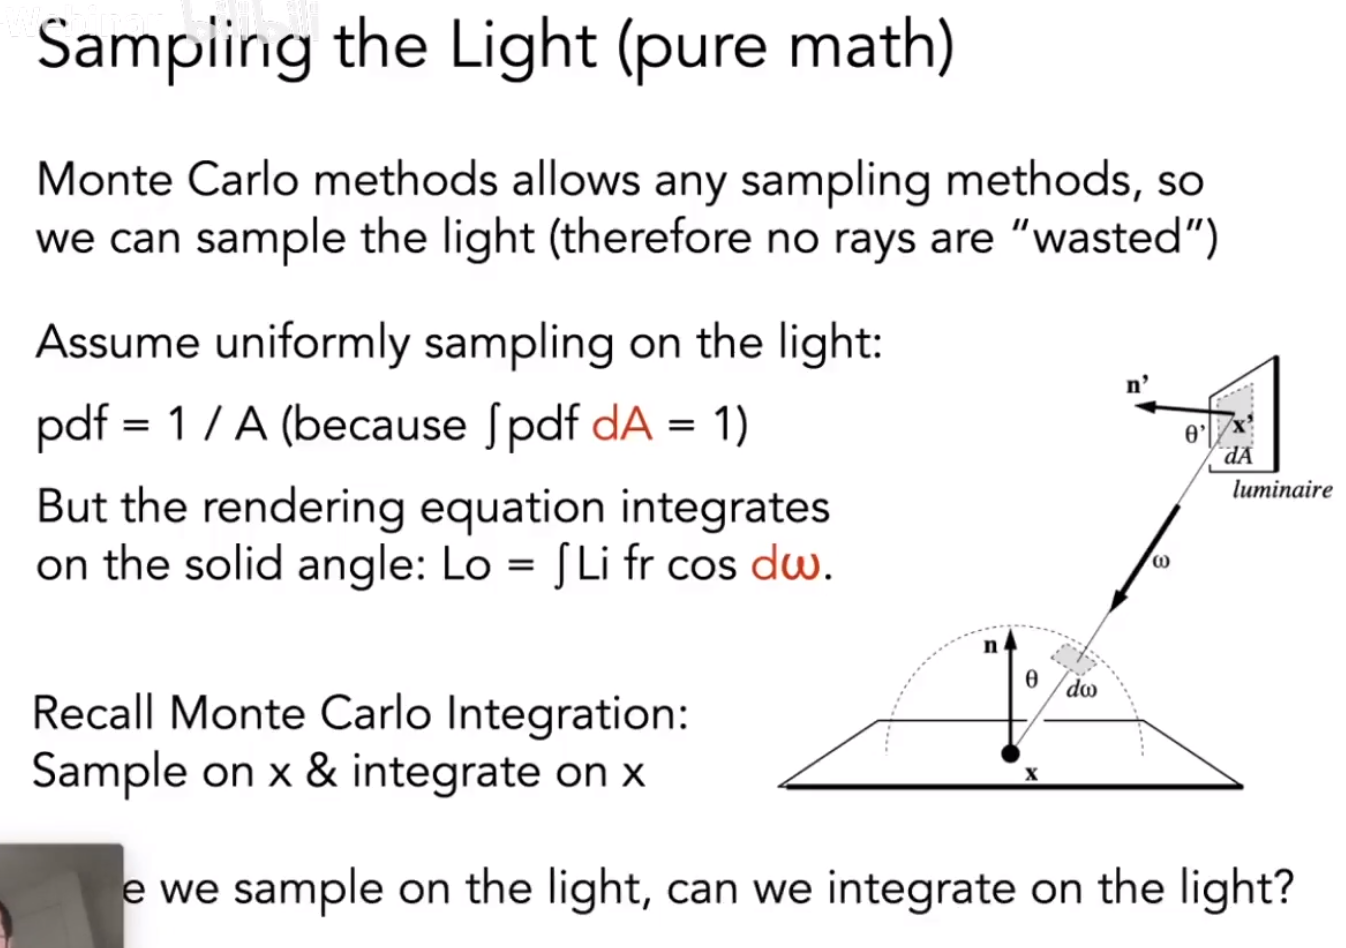 Webinar bilibili
Sampling the Light (pure math)
Monte Carlo methods allows any sampling methods, so
we can sample the light (therefore no rays are “wasted”)
Assume uniformly sampling on the light:
pdf = 1 / A (because ∫pdf dA = 1)
But the rendering equation integrates
on the solid angle: Lo = ∫Li fr cos dω.
Recall Monte Carlo Integration:
Sample on x & integrate on x
e we sample on the light, can we integrate on the light?
n’
θ’
x’
dA
luminaire
ω
n
θ
dω
x